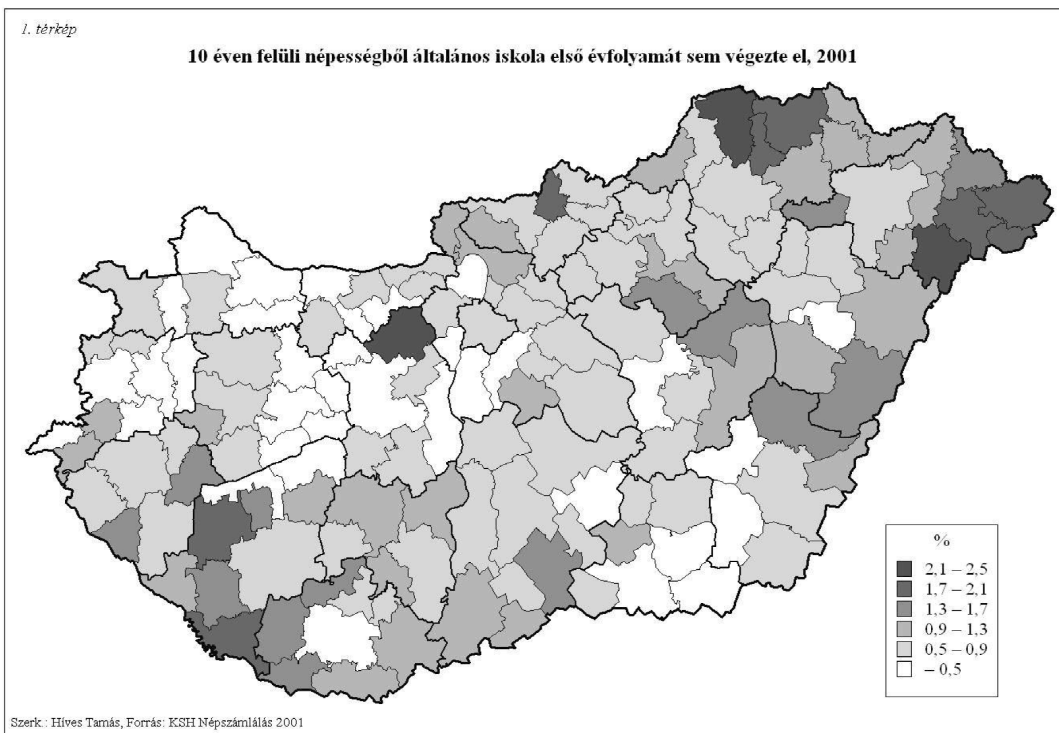 1. térkép
10 éven felüli népességből általános iskola első évfolyamát sem végezte el, 2001
%
2,1 – 2,5
1,7 – 2,1
1,3 – 1,7
0,9 – 1,3
0,5 – 0,9
– 0,5
Szerk.: Híves Tamás, Forrás: KSH Népszámlálás 2001